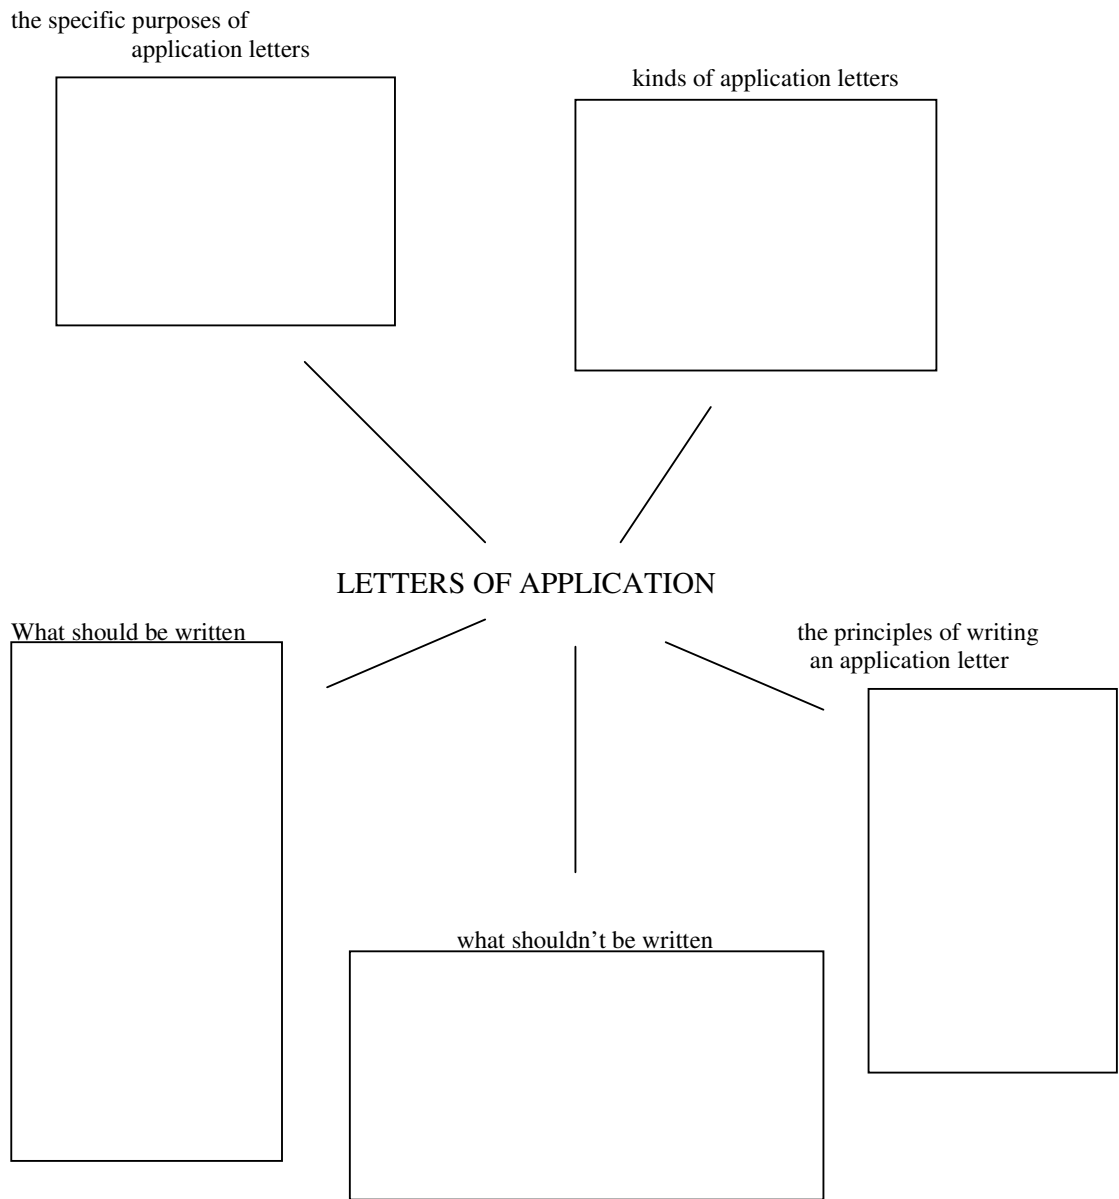 the specific purposes of
application letters
kinds of application letters
LETTERS OF APPLICATION
What should be written
the principles of writing
an application letter
what shouldn't be written